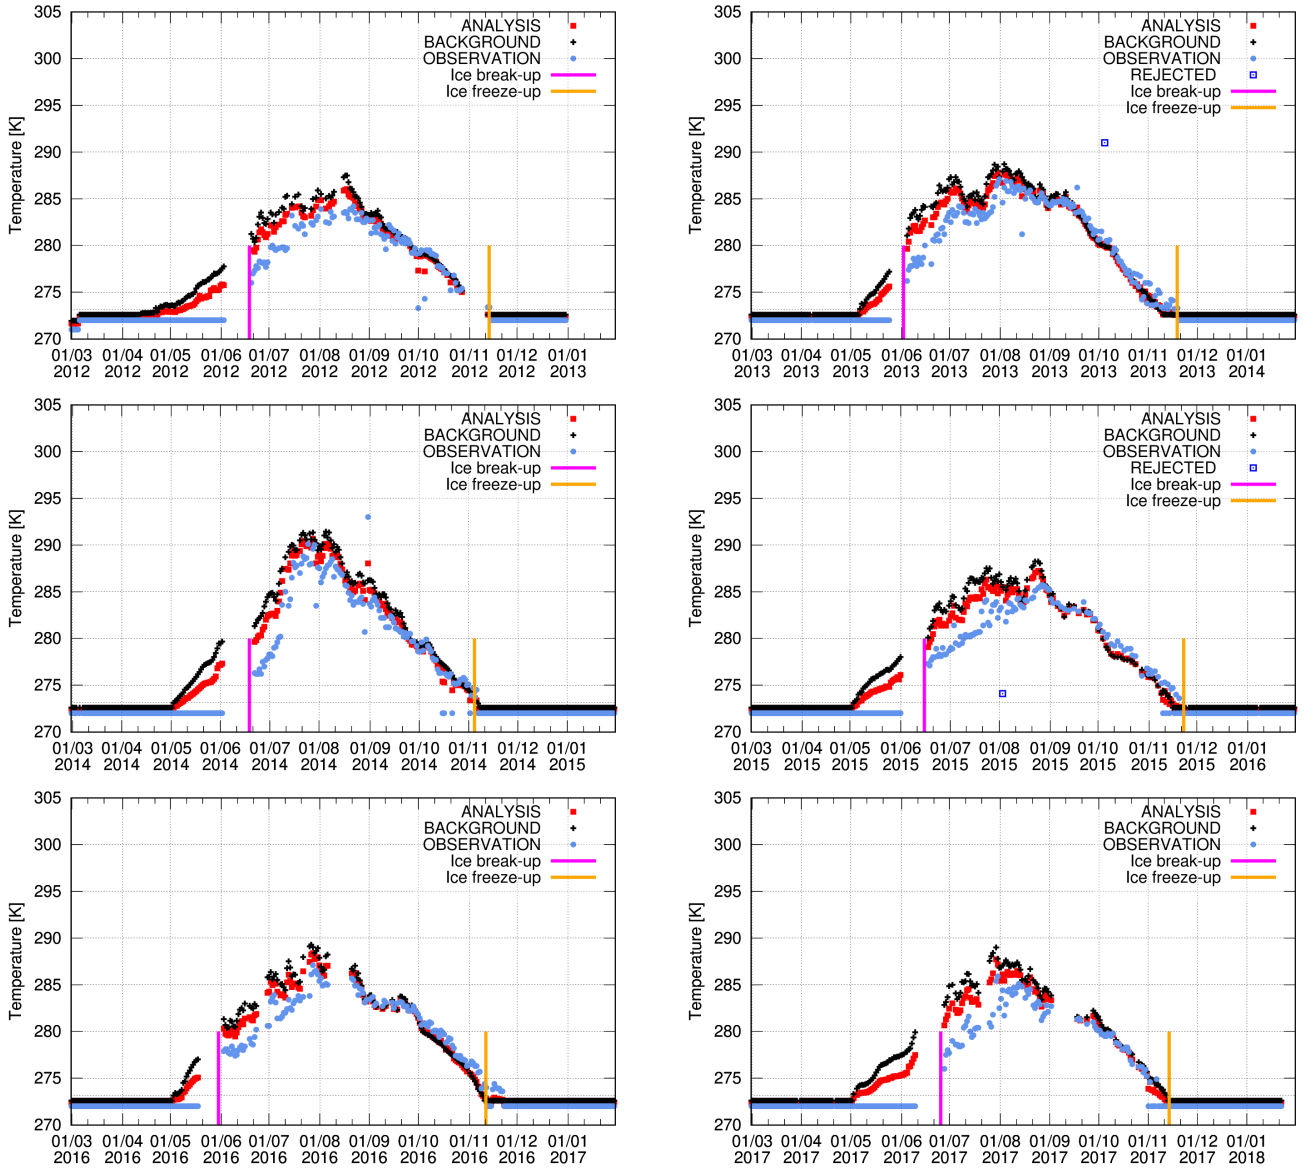 305
300
295
290
285
280
275
270
Temperature [K]
ANALYSIS
BACKGROUND
OBSERVATION
Ice break-up
Ice freeze-up
01/03 01/04 01/05 01/06 01/07 01/08 01/09 01/10 01/11 01/12 01/01
2012 2012 2012 2012 2012 2012 2012 2012 2012 2012 2013
305
300
295
290
285
280
275
270
Temperature [K]
ANALYSIS
BACKGROUND
OBSERVATION
REJECTED
Ice break-up
Ice freeze-up
01/03 01/04 01/05 01/06 01/07 01/08 01/09 01/10 01/11 01/12 01/01
2013 2013 2013 2013 2013 2013 2013 2013 2013 2013 2014
305
300
295
290
285
280
275
270
Temperature [K]
ANALYSIS
BACKGROUND
OBSERVATION
Ice break-up
Ice freeze-up
01/03 01/04 01/05 01/06 01/07 01/08 01/09 01/10 01/11 01/12 01/01
2014 2014 2014 2014 2014 2014 2014 2014 2014 2014 2015
305
300
295
290
285
280
275
270
Temperature [K]
ANALYSIS
BACKGROUND
OBSERVATION
REJECTED
Ice break-up
Ice freeze-up
01/03 01/04 01/05 01/06 01/07 01/08 01/09 01/10 01/11 01/12 01/01
2015 2015 2015 2015 2015 2015 2015 2015 2015 2015 2016
305
300
295
290
285
280
275
270
Temperature [K]
ANALYSIS
BACKGROUND
OBSERVATION
Ice break-up
Ice freeze-up
01/03 01/04 01/05 01/06 01/07 01/08 01/09 01/10 01/11 01/12 01/01
2016 2016 2016 2016 2016 2016 2016 2016 2016 2016 2017
305
300
295
290
285
280
275
270
Temperature [K]
ANALYSIS
BACKGROUND
OBSERVATION
Ice break-up
Ice freeze-up
01/03 01/04 01/05 01/06 01/07 01/08 01/09 01/10 01/11 01/12 01/01
2017 2017 2017 2017 2017 2017 2017 2017 2017 2017 2018